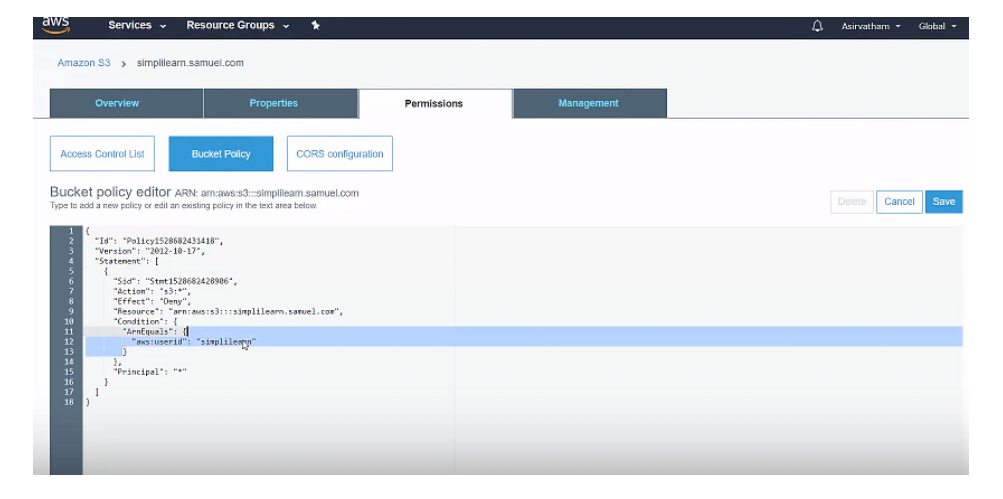 aws Services Resource Groups Asirvatham Global
Amazon S3 > simplilearn.samuel.com
Overview Properties Permissions Management
Access Control List Bucket Policy CORS configuration
Bucket policy editor ARN: arn:aws:s3:::simplilearn.samuel.com
Type to add a new policy or edit an existing policy in the text area below.
Delete Cancel Save
1 {
2 "Id": "Policy1528682431418",
3 "Version": "2012-10-17",
4 "Statement": [
5 {
6 "Sid": "Stmt1528682428906",
7 "Action": "s3:*",
8 "Effect": "Deny",
9 "Resource": "arn:aws:s3:::simplilearn.samuel.com",
10 "Condition": {
11 "ArnEquals": {
12 "aws:userid": "simplilearn"
13 }
14 },
15 "Principal": "*"
16 }
17 ]
18 }